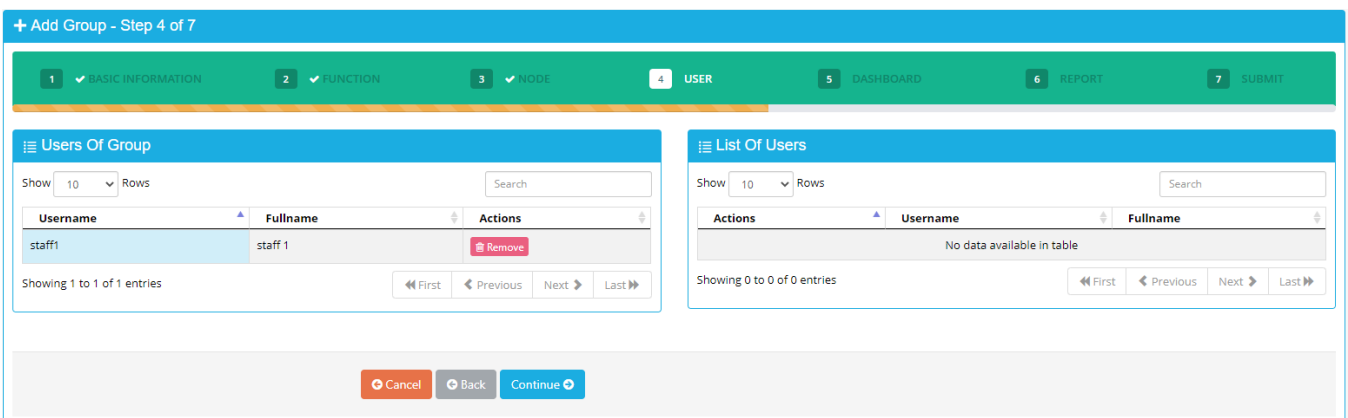 Add Group - Step 4 of 7
1 BASIC INFORMATION 2 FUNCTION 3 NODE 4 USER 5 DASHBOARD 6 REPORT 7 SUBMIT
Users Of Group
Show 10 Rows Search
Username Fullname Actions
staff1 staff 1 Remove
Showing 1 to 1 of 1 entries First Previous Next Last
List Of Users
Show 10 Rows Search
Actions Username Fullname
No data available in table
Showing 0 to 0 of 0 entries First Previous Next Last
Cancel Back Continue